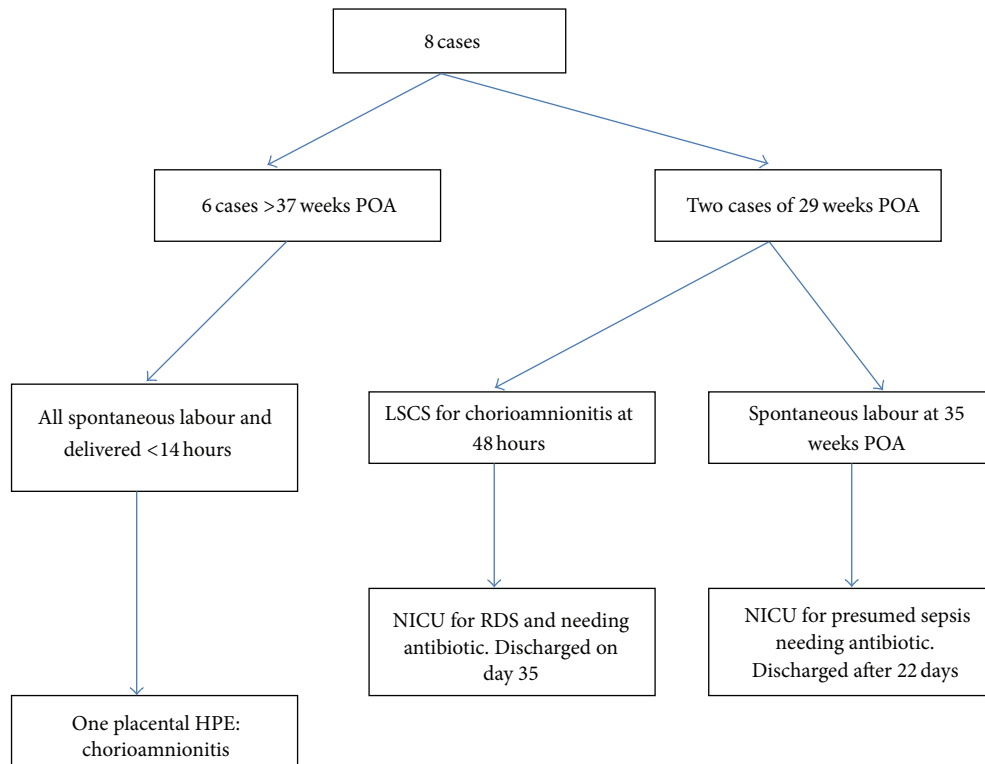 8 cases
6 cases >37 weeks POA
Two cases of 29 weeks POA
All spontaneous labour and
delivered <14 hours
LSCS for chorioamnionitis at
48 hours
Spontaneous labour at 35
weeks POA
NICU for RDS and needing
antibiotic. Discharged on
day 35
NICU for presumed sepsis
needing antibiotic.
Discharged after 22 days
One placental HPE:
chorioamnionitis